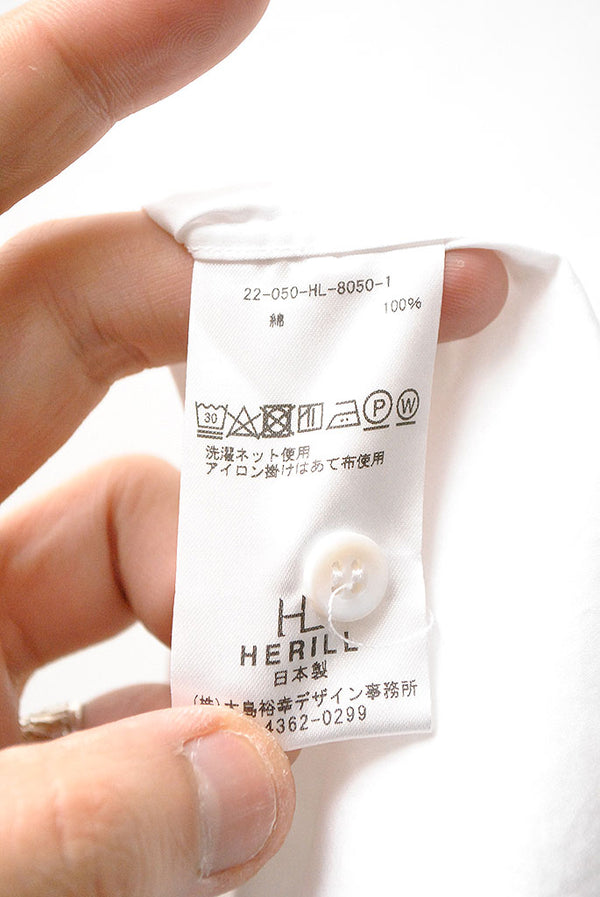 22-050-HL-8050-1
綿 100%
30 P W
洗濯ネット使用
アイロン掛けはあて布使用
HL
HERILL
日本製
(株)大島裕幸デザイン事務所
4362-0299